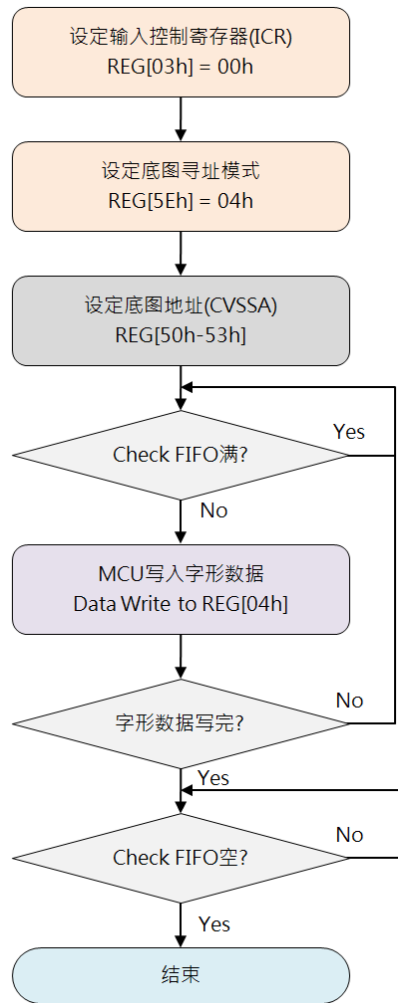 设定输入控制寄存器(ICR)
REG[03h] = 00h
设定底图寻址模式
REG[5Eh] = 04h
设定底图地址(CVSSA)
REG[50h-53h]
Check FIFO满?
Yes
No
MCU写入字形数据
Data Write to REG[04h]
字形数据写完?
No
Yes
Check FIFO空?
No
Yes
结束